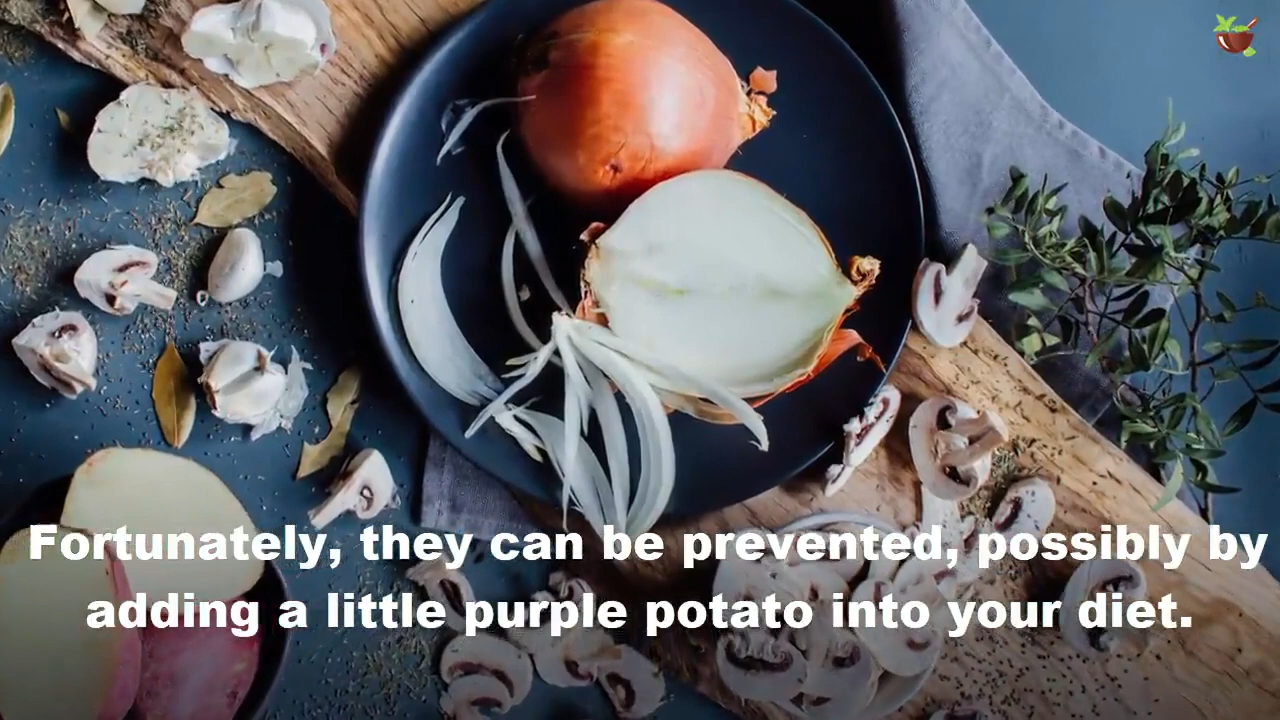 Fortunately, they can be prevented, possibly by
adding a little purple potato into your diet.